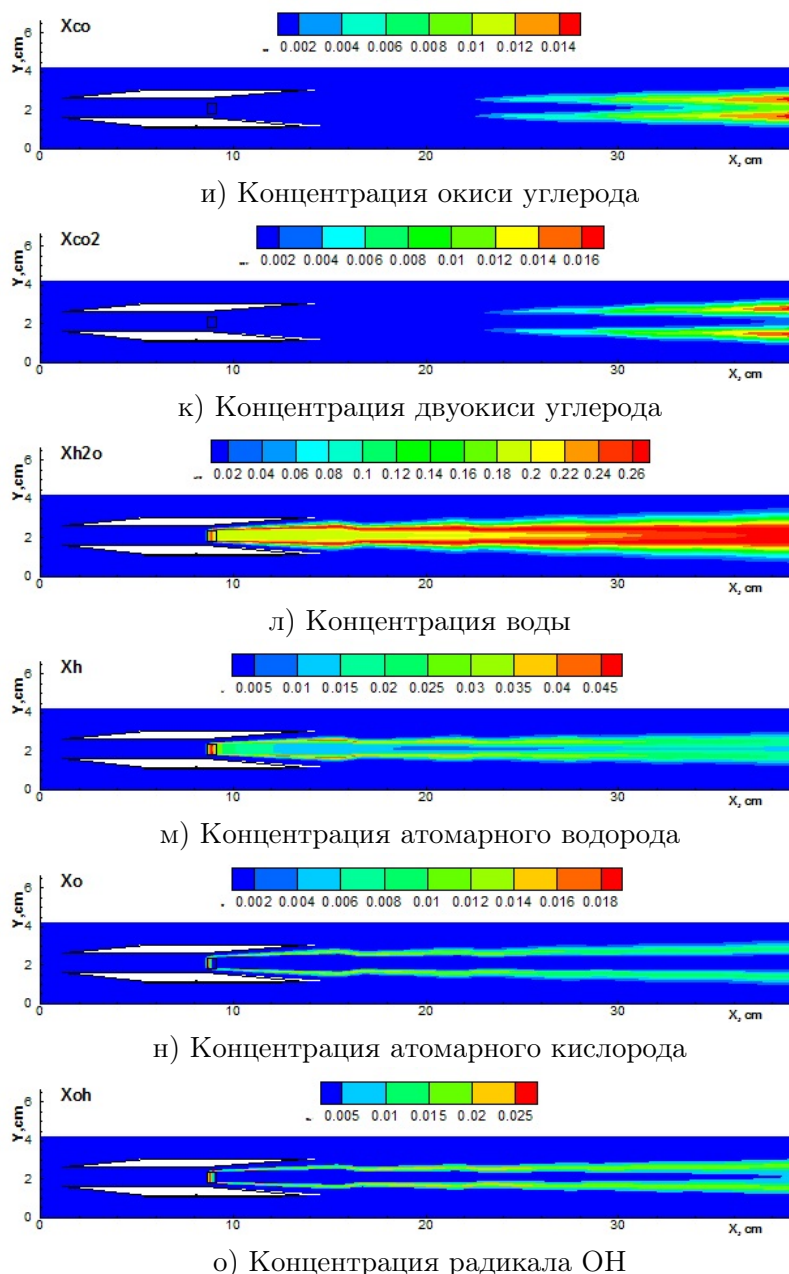 Xco
0.002 0.004 0.006 0.008 0.01 0.012 0.014
Y,cm
6
4
2
0
0 10 20 30 X, cm
и) Концентрация окиси углерода
Xco2
0.002 0.004 0.006 0.008 0.01 0.012 0.014 0.016
Y,cm
6
4
2
0
0 10 20 30 X, cm
к) Концентрация двуокиси углерода
Xh2o
0.02 0.04 0.06 0.08 0.1 0.12 0.14 0.16 0.18 0.2 0.22 0.24 0.26
Y,cm
6
4
2
0
0 10 20 30 X, cm
л) Концентрация воды
Xh
0.005 0.01 0.015 0.02 0.025 0.03 0.035 0.04 0.045
Y,cm
6
4
2
0
0 10 20 30 X, cm
м) Концентрация атомарного водорода
Xo
0.002 0.004 0.006 0.008 0.01 0.012 0.014 0.016 0.018
Y,cm
6
4
2
0
0 10 20 30 X, cm
н) Концентрация атомарного кислорода
Xoh
0.005 0.01 0.015 0.02 0.025
Y,cm
6
4
2
0
0 10 20 30 X, cm
о) Концентрация радикала OH